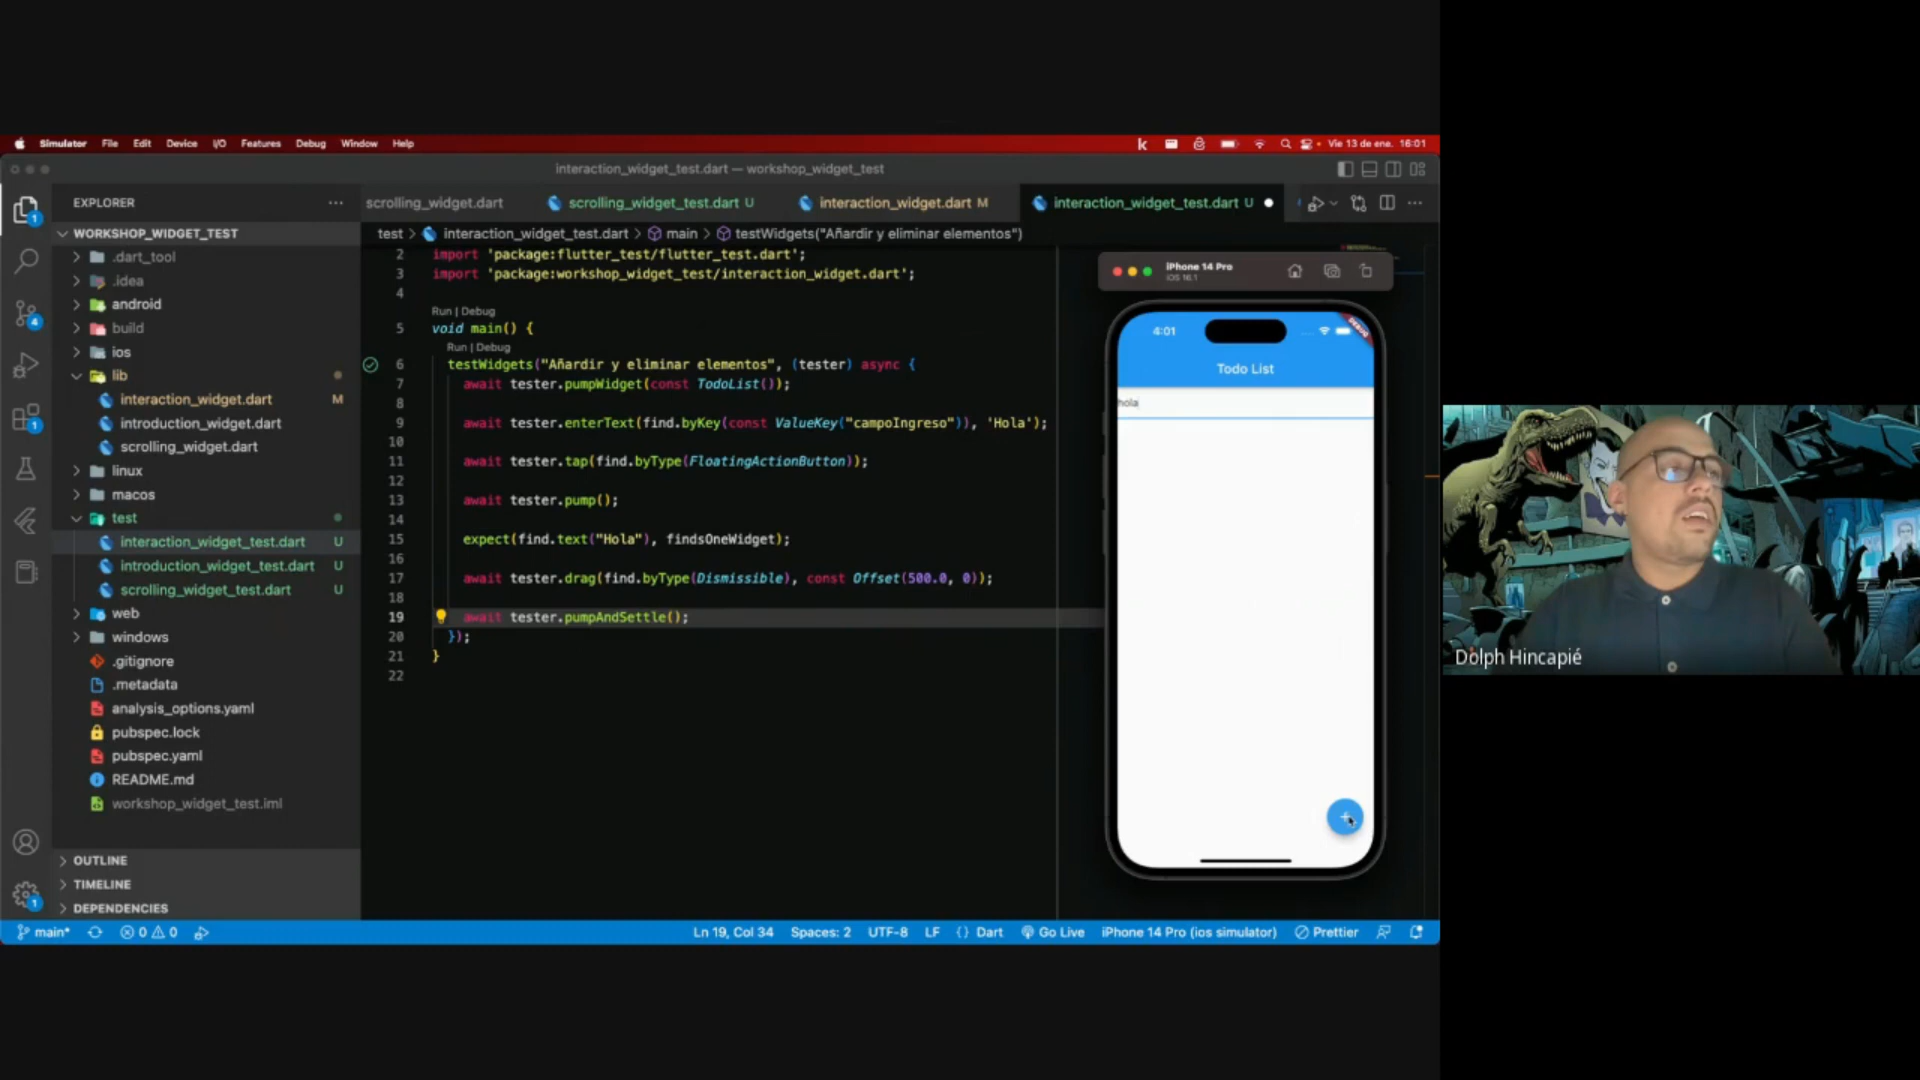 Simulator File Edit Device I/O Features Debug Window Help
Vie 13 de ene. 16:01
interaction_widget_test.dart — workshop_widget_test
EXPLORER
scrolling_widget.dart
scrolling_widget_test.dart U
interaction_widget.dart M
interaction_widget_test.dart U
test > interaction_widget_test.dart > main > testWidgets("Añardir y eliminar elementos")
WORKSHOP_WIDGET_TEST
.dart_tool
.idea
android
build
ios
lib
interaction_widget.dart M
introduction_widget.dart
scrolling_widget.dart
linux
macos
test
interaction_widget_test.dart U
introduction_widget_test.dart U
scrolling_widget_test.dart U
web
windows
.gitignore
.metadata
analysis_options.yaml
pubspec.lock
pubspec.yaml
README.md
workshop_widget_test.iml
OUTLINE
TIMELINE
DEPENDENCIES
2 import 'package:flutter_test/flutter_test.dart';
3 import 'package:workshop_widget_test/interaction_widget.dart';
4
Run | Debug
5 void main() {
Run | Debug
6 testWidgets("Añardir y eliminar elementos", (tester) async {
7 await tester.pumpWidget(const TodoList());
8
9 await tester.enterText(find.byKey(const ValueKey("campoIngreso")), 'Hola');
10
11 await tester.tap(find.byType(FloatingActionButton));
12
13 await tester.pump();
14
15 expect(find.text("Hola"), findsOneWidget);
16
17 await tester.drag(find.byType(Dismissible), const Offset(500.0, 0));
18
19 await tester.pumpAndSettle();
20 });
21 }
22
iPhone 14 Pro
iOS 16.1
4:01
DEBUG
Todo List
hola
Dolph Hincapié
main* 0 0
Ln 19, Col 34 Spaces: 2 UTF-8 LF {} Dart Go Live iPhone 14 Pro (ios simulator) Prettier